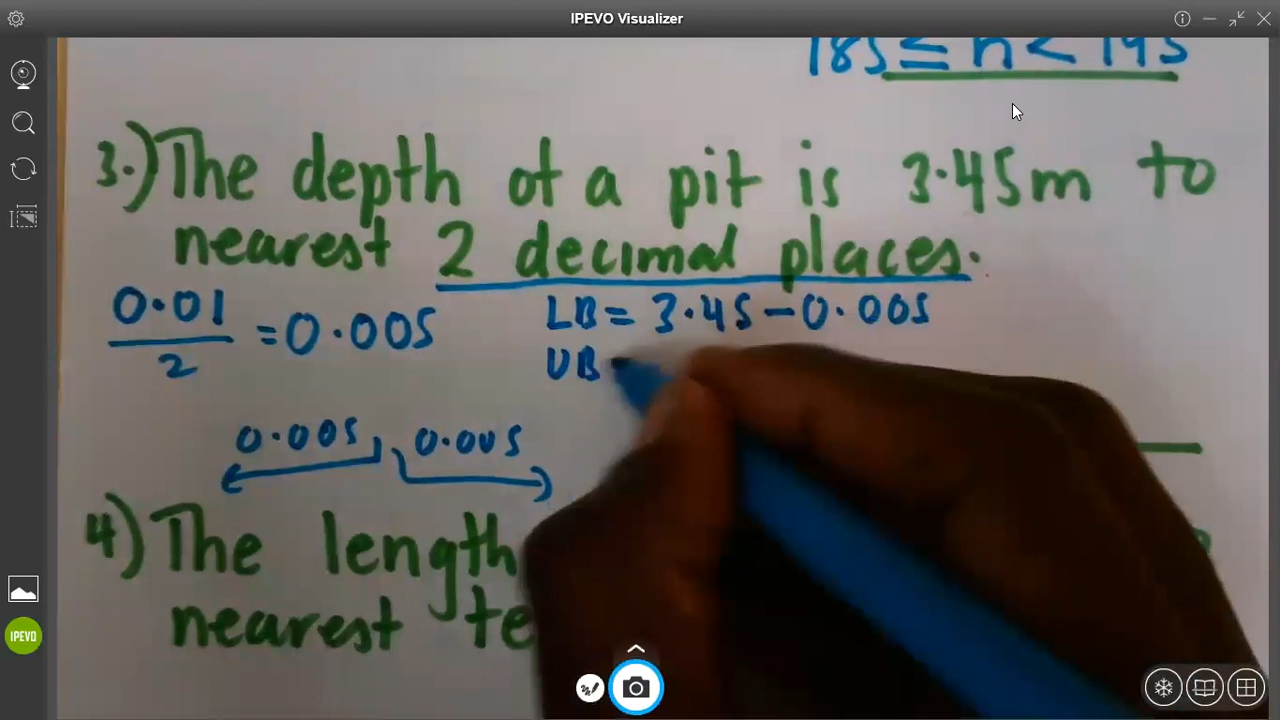 IPEVO Visualizer
185 ≤ n < 195
3.) The depth of a pit is 3.45m to
nearest 2 decimal places.
0.01/2 = 0.005
LB = 3.45 - 0.005
UB
0.005 0.005
4) The length
nearest te
IPEVO